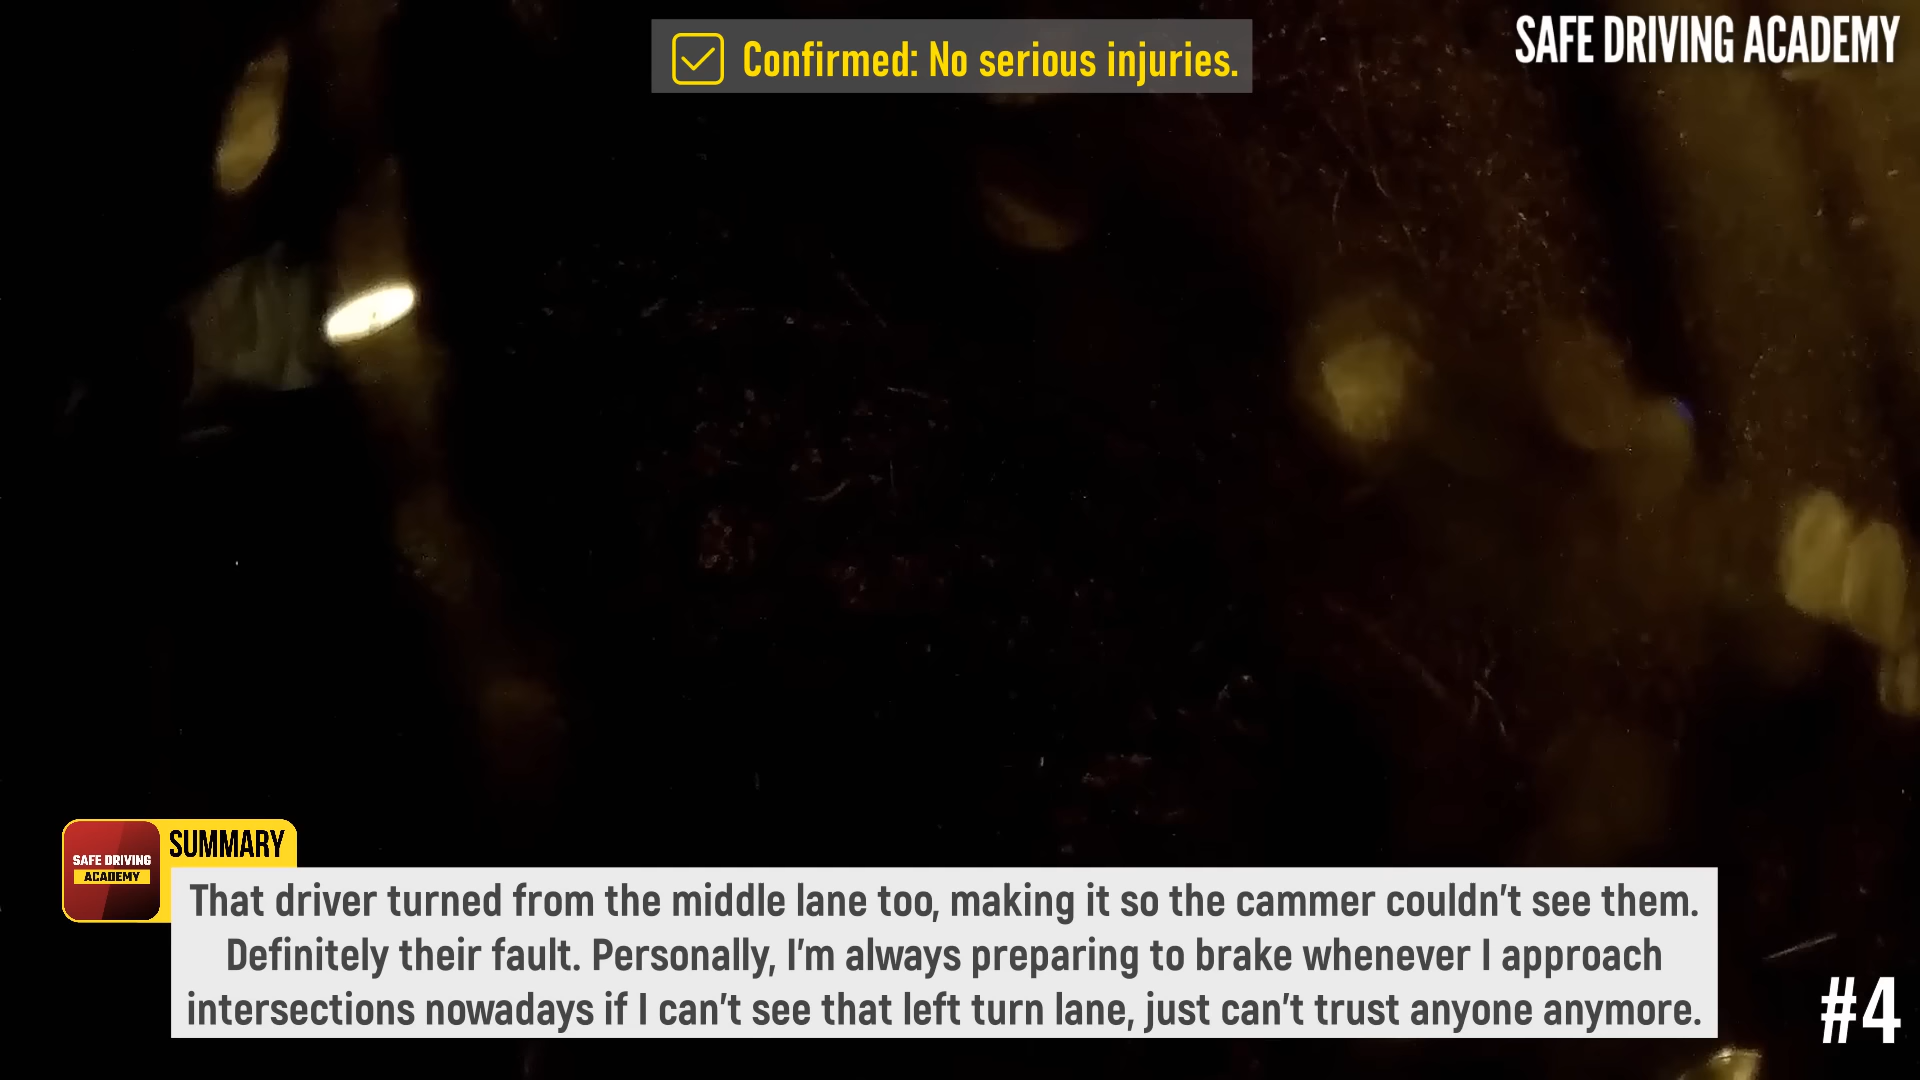 Confirmed: No serious injuries.
SAFE DRIVING ACADEMY
SAFE DRIVING
ACADEMY
SUMMARY
That driver turned from the middle lane too, making it so the cammer couldn't see them.
Definitely their fault. Personally, I'm always preparing to brake whenever I approach
intersections nowadays if I can't see that left turn lane, just can't trust anyone anymore.
#4